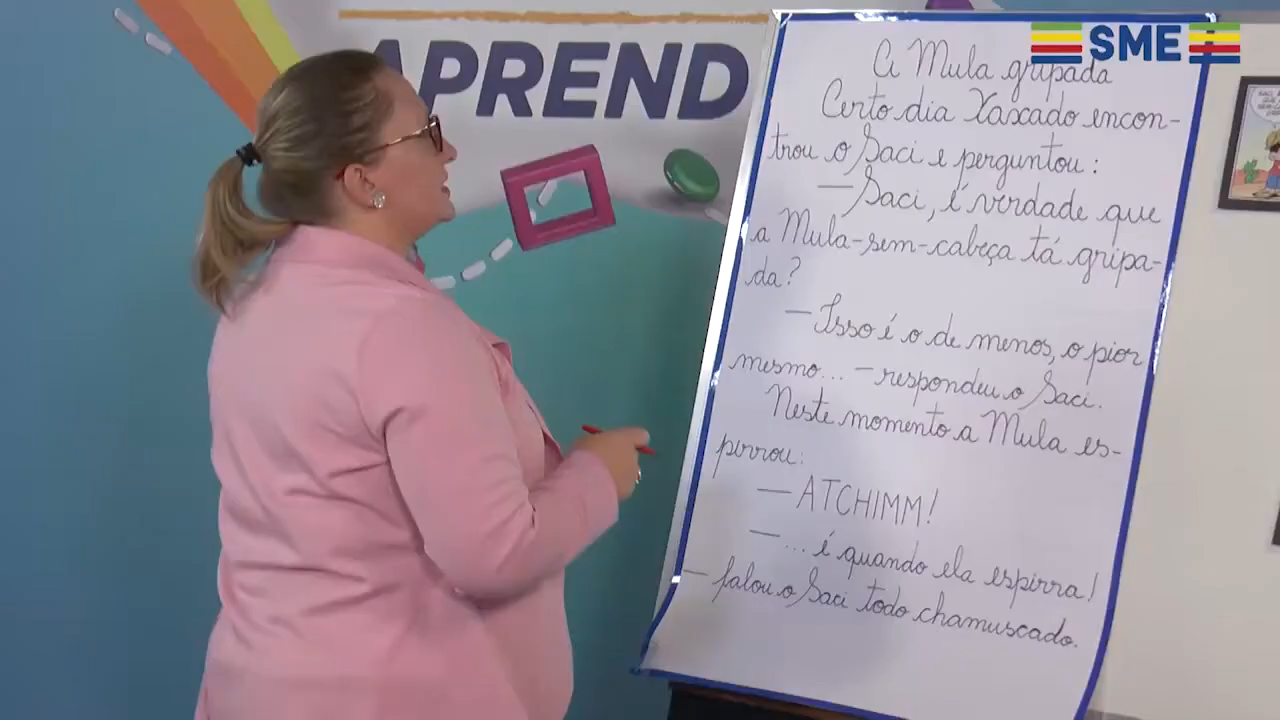 APREND
SME
A Mula gripada
Certo dia Xaxado encon-
trou o Saci e perguntou:
—Saci, é verdade que
a Mula-sem-cabeça tá gripa-
da?
—Isso é o de menos, o pior
mesmo... —respondeu o Saci.
Neste momento a Mula es-
pirrou:
—ATCHIMM!
—... é quando ela espirra!
—falou o Saci todo chamuscado.